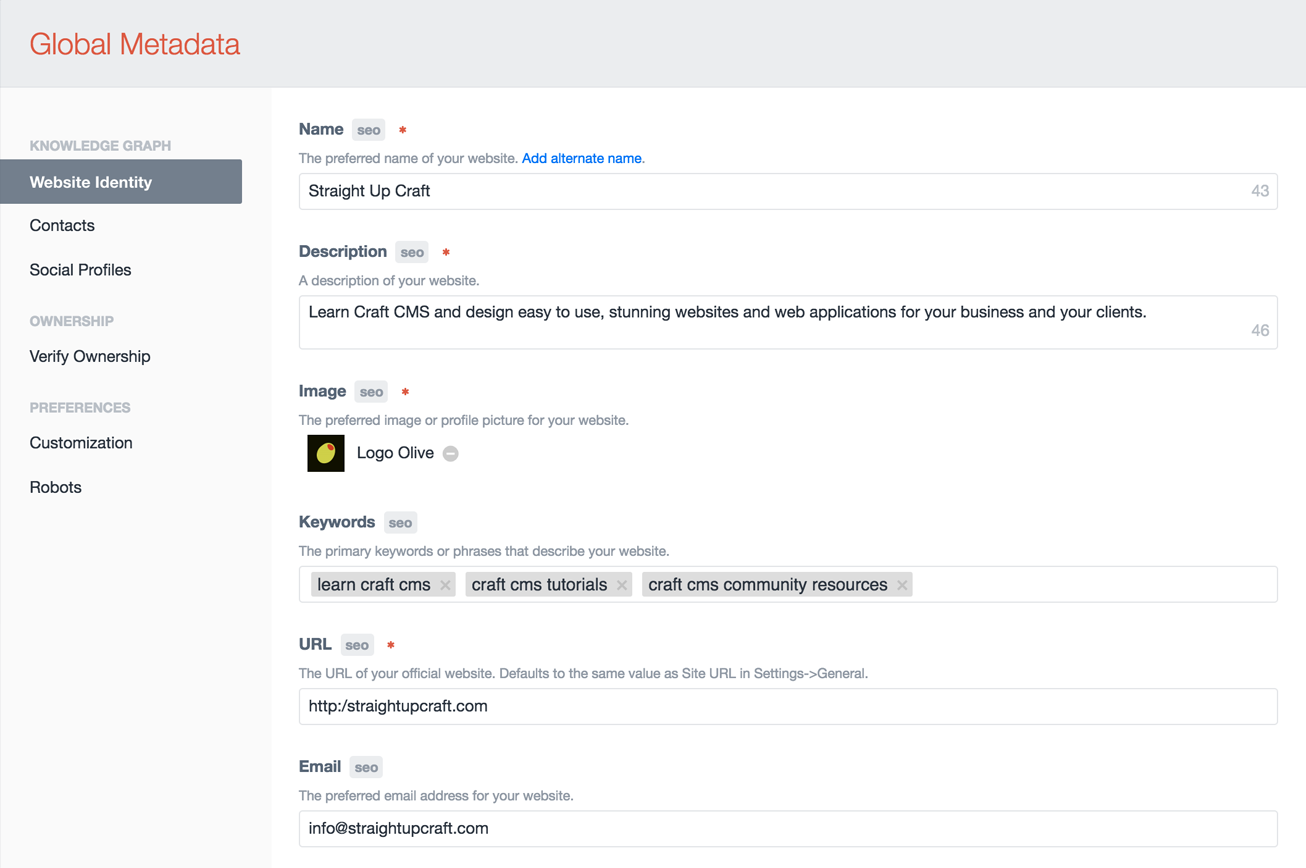 Global Metadata
KNOWLEDGE GRAPH
Website Identity
Contacts
Social Profiles
OWNERSHIP
Verify Ownership
PREFERENCES
Customization
Robots
Name seo *
The preferred name of your website. Add alternate name.
Straight Up Craft 43
Description seo *
A description of your website.
Learn Craft CMS and design easy to use, stunning websites and web applications for your business and your clients.
46
Image seo *
The preferred image or profile picture for your website.
Logo Olive
Keywords seo
The primary keywords or phrases that describe your website.
learn craft cms × craft cms tutorials × craft cms community resources ×
URL seo *
The URL of your official website. Defaults to the same value as Site URL in Settings->General.
http:/straightupcraft.com
Email seo
The preferred email address for your website.
info@straightupcraft.com